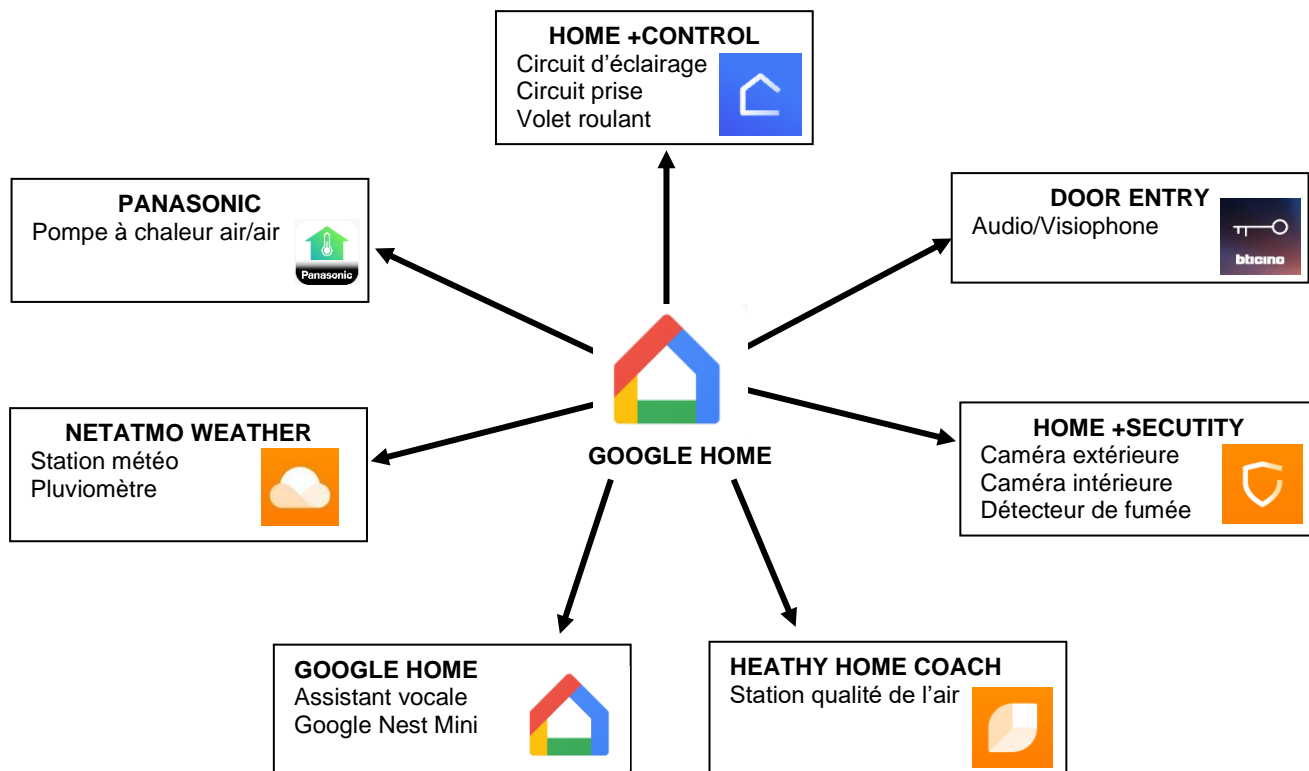 HOME +CONTROL
Circuit d'éclairage
Circuit prise
Volet roulant
PANASONIC
Pompe à chaleur air/air
Panasonic
DOOR ENTRY
Audio/Visiophone
bticino
NETATMO WEATHER
Station météo
Pluviomètre
GOOGLE HOME
HOME +SECUTITY
Caméra extérieure
Caméra intérieure
Détecteur de fumée
GOOGLE HOME
Assistant vocale
Google Nest Mini
HEATHY HOME COACH
Station qualité de l'air